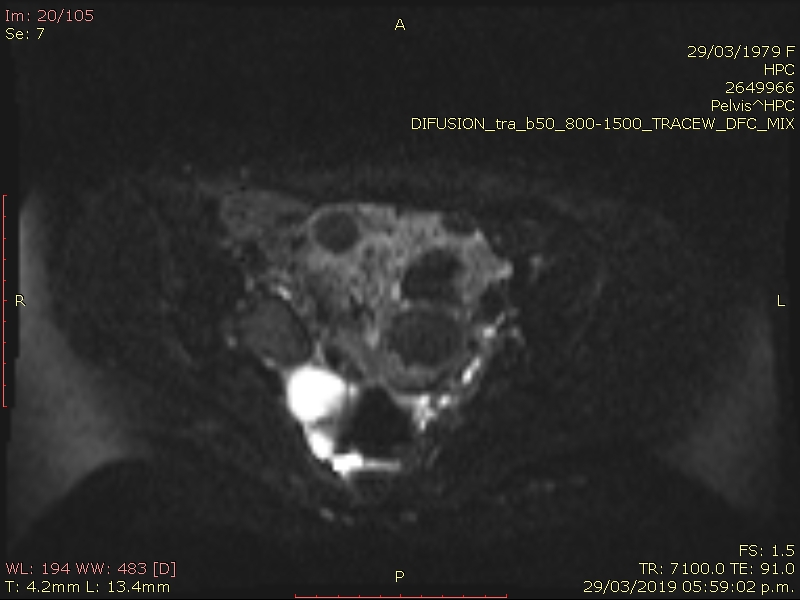 Im: 20/105
Se: 7
A
29/03/1979 F
HPC
2649966
Pelvis^HPC
DIFUSION_tra_b50_800-1500_TRACEW_DFC_MIX
R
L
WL: 194 WW: 483 [D]
T: 4.2mm L: 13.4mm
P
FS: 1.5
TR: 7100.0 TE: 91.0
29/03/2019 05:59:02 p.m.